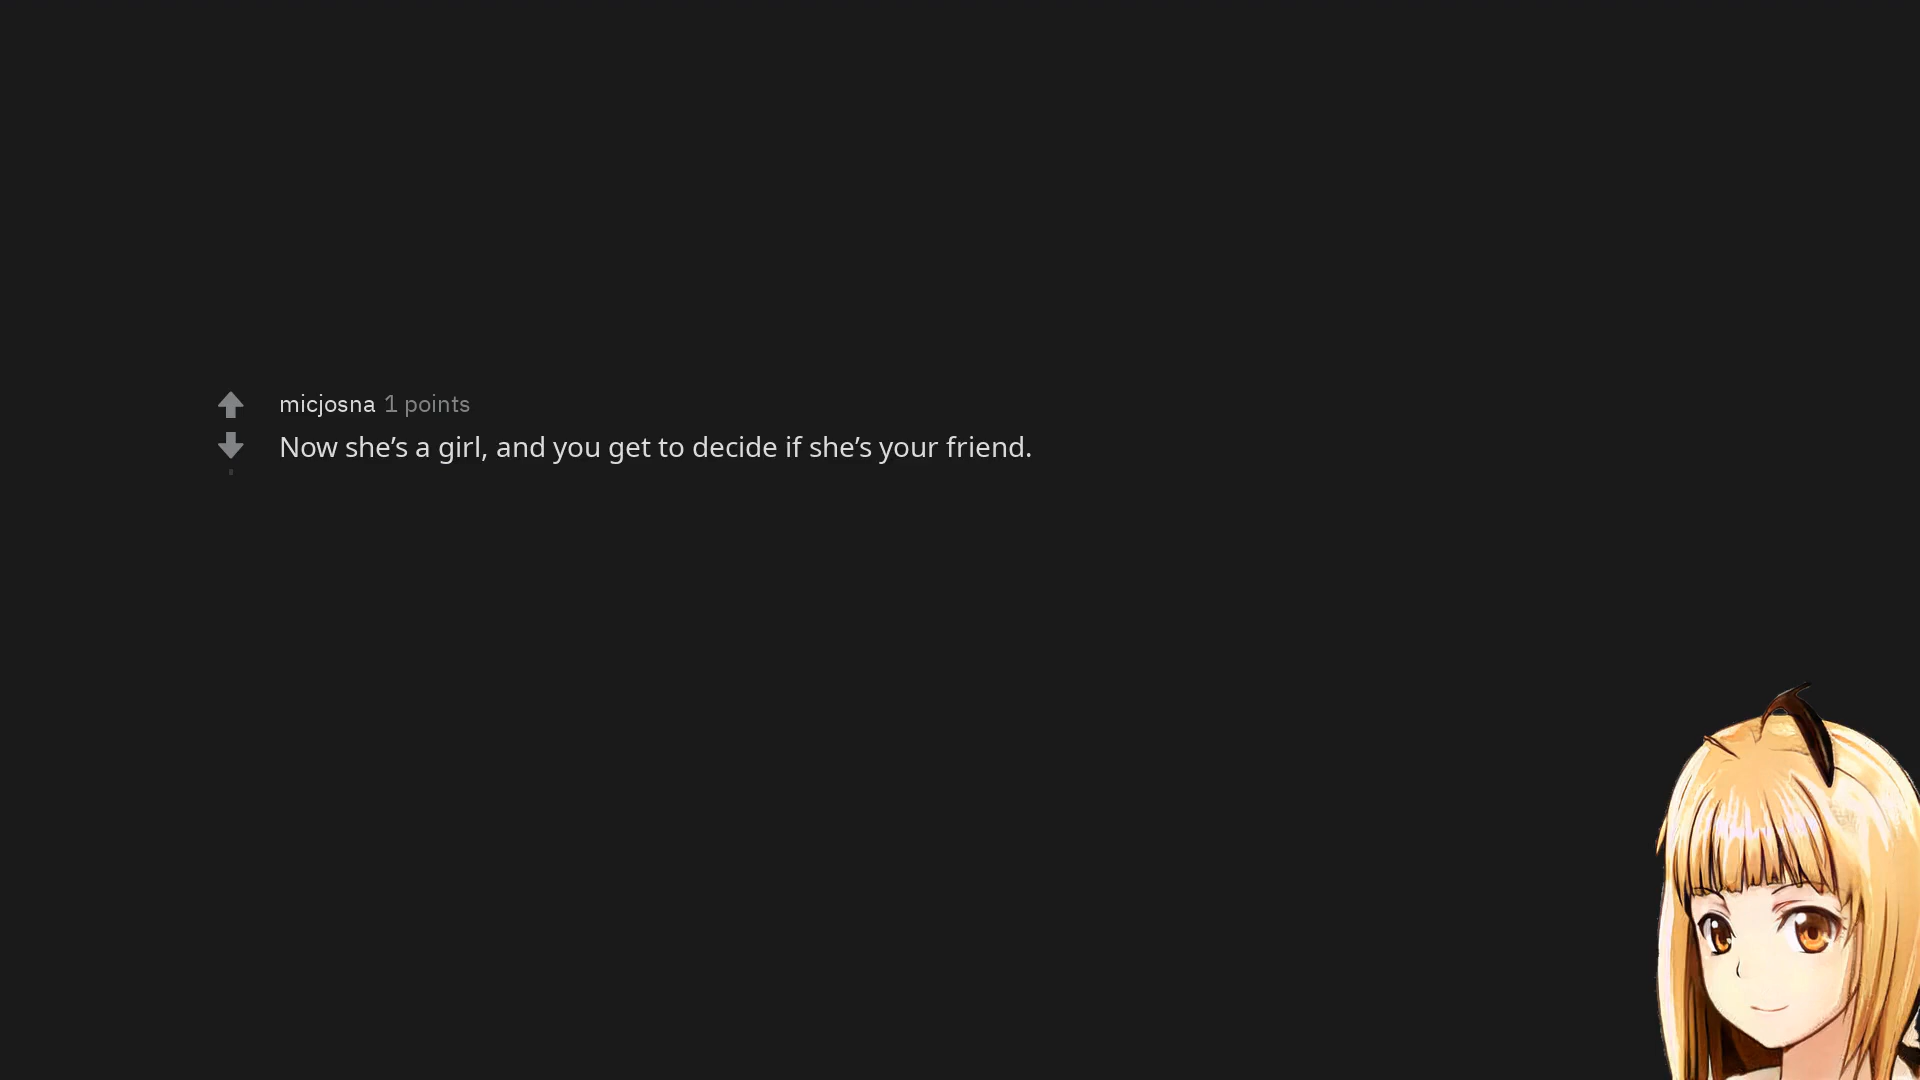 micjosna 1 points
Now she’s a girl, and you get to decide if she’s your friend.